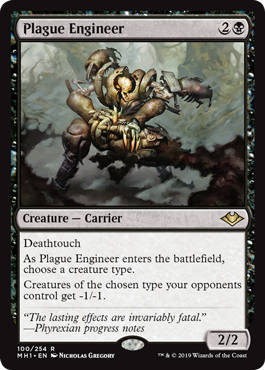 Plague Engineer 2
Creature — Carrier
Deathtouch
As Plague Engineer enters the battlefield,
choose a creature type.
Creatures of the chosen type your opponents
control get -1/-1.
“The lasting effects are invariably fatal.”
—Phyrexian progress notes
2/2
100/254 R
MH1 • EN Nicholas Gregory
™ & © 2019 Wizards of the Coast